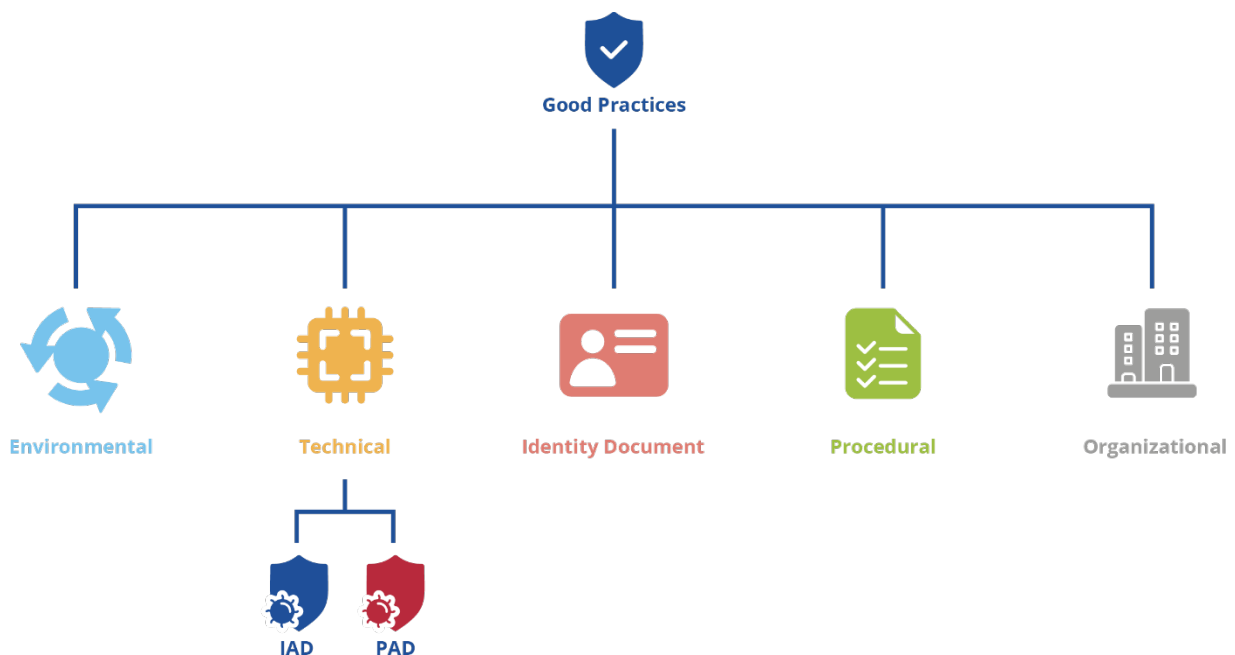 Good Practices
Environmental
Technical
Identity Document
Procedural
Organizational
IAD
PAD